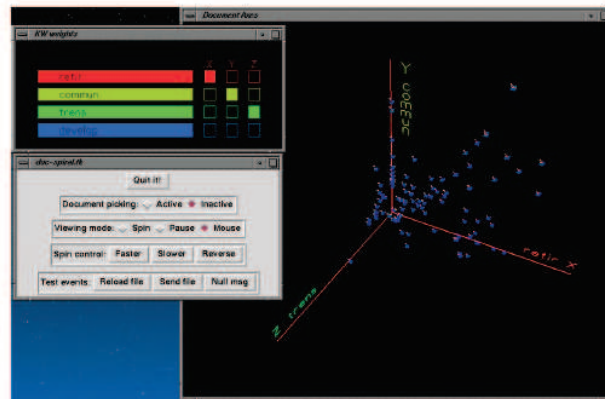 Document Axes
KW weights
X Y Z
retir
commun
trans
develop
doc-spiral.tk
Quit it!
Document picking: Active Inactive
Viewing mode: Spin Pause Mouse
Spin control: Faster Slower Reverse
Test events: Reload file Send file Null msg
Y commun
retir X
Z trans